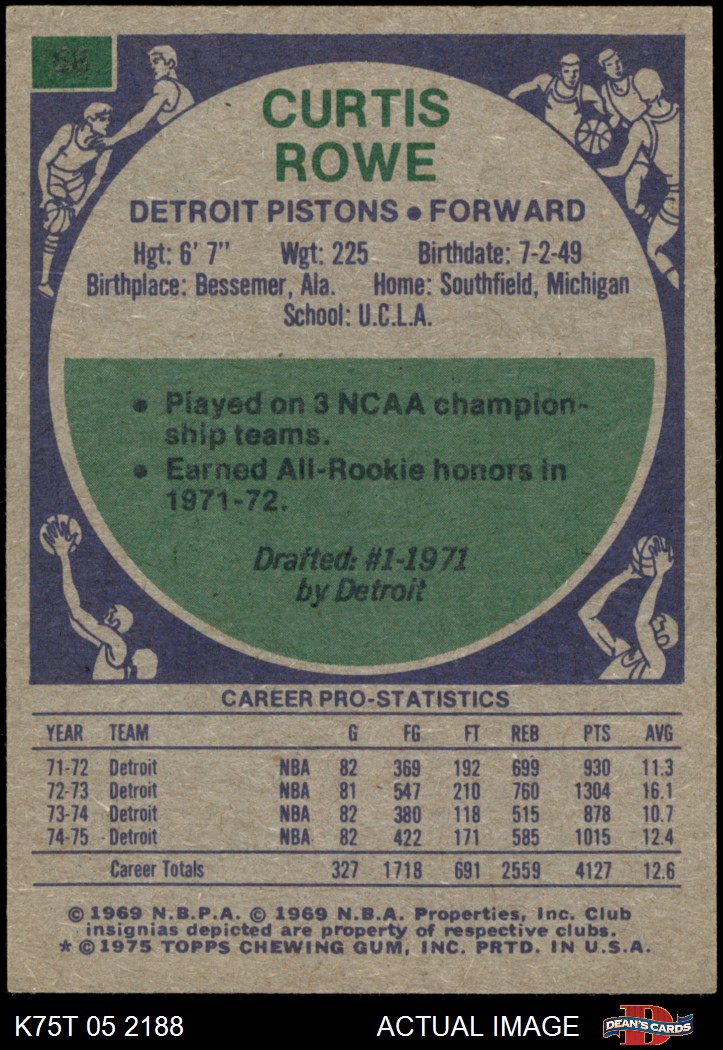 68
CURTIS
ROWE
DETROIT PISTONS • FORWARD
Hgt: 6' 7" Wgt: 225 Birthdate: 7-2-49
Birthplace: Bessemer, Ala. Home: Southfield, Michigan
School: U.C.L.A.
• Played on 3 NCAA champion-
ship teams.
• Earned All-Rookie honors in
1971-72.
Drafted: #1-1971
by Detroit
CAREER PRO-STATISTICS
YEAR TEAM G FG FT REB PTS AVG
71-72 Detroit NBA 82 369 192 699 930 11.3
72-73 Detroit NBA 81 547 210 760 1304 16.1
73-74 Detroit NBA 82 380 118 515 878 10.7
74-75 Detroit NBA 82 422 171 585 1015 12.4
Career Totals 327 1718 691 2559 4127 12.6
© 1969 N.B.P.A. © 1969 N.B.A. Properties, Inc. Club
insignias depicted are property of respective clubs.
* © 1975 TOPPS CHEWING GUM, INC. PRTD. IN U.S.A.
K75T 05 2188 ACTUAL IMAGE DEAN'S CARDS